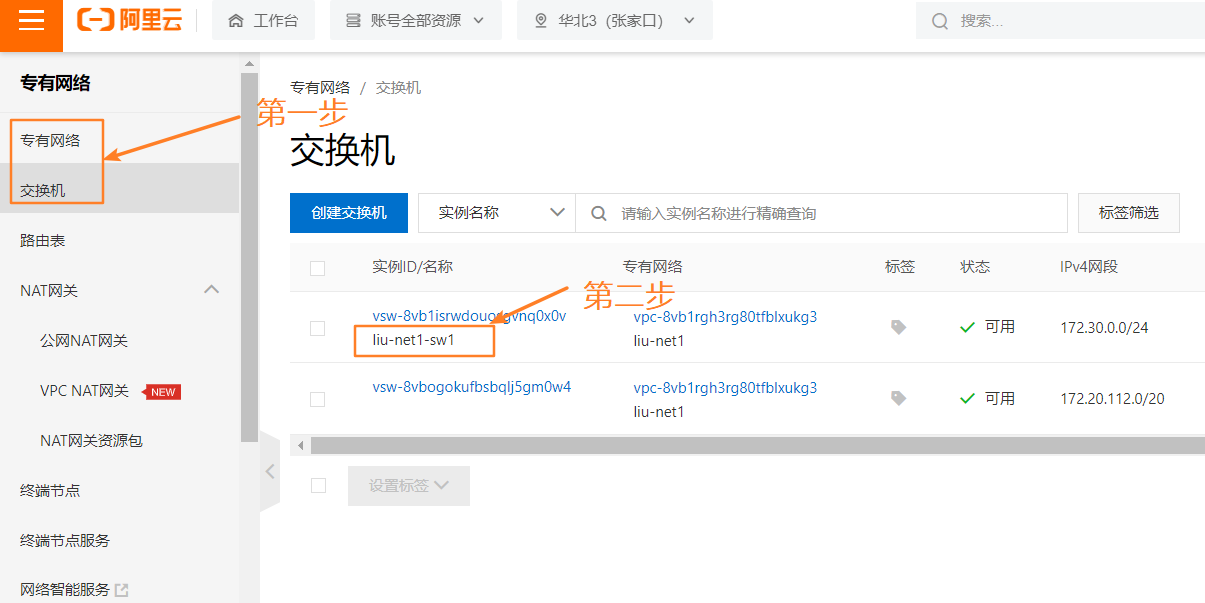 阿里云 工作台 账号全部资源 华北3（张家口） 搜索...
专有网络
专有网络
交换机
路由表
NAT网关
公网NAT网关
VPC NAT网关 NEW
NAT网关资源包
终端节点
终端节点服务
网络智能服务
专有网络 / 交换机
第一步
交换机
创建交换机 实例名称 请输入实例名称进行精确查询 标签筛选
实例ID/名称 专有网络 标签 状态 IPv4网段
第二步
vpc-8vb1rgh3rg80tfblxukg3 可用 172.30.0.0/24
liu-net1-sw1 liu-net1
vsw-8vbogokufbsbqlj5gm0w4 vpc-8vb1rgh3rg80tfblxukg3 可用 172.20.112.0/20
liu-net1
设置标签